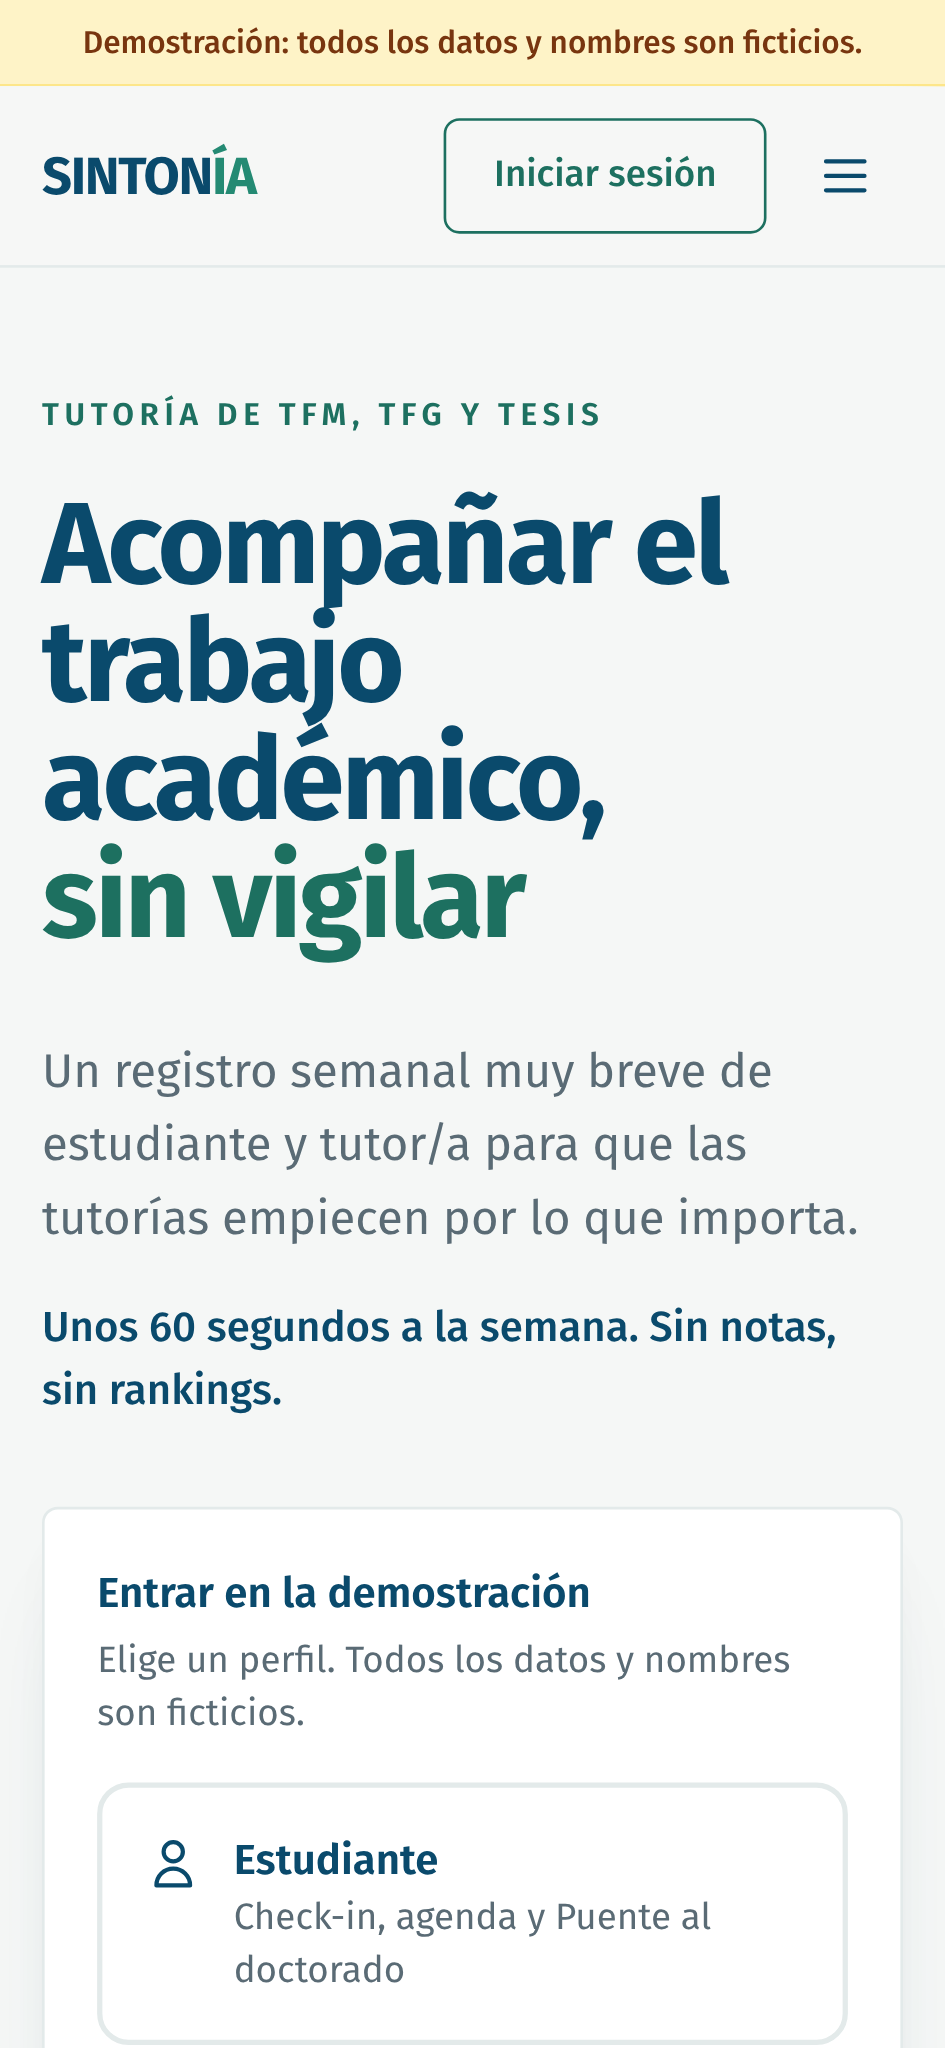 Demostración: todos los datos y nombres son ficticios.
SINTONÍA
Iniciar sesión
TUTORÍA DE TFM, TFG Y TESIS
Acompañar el
trabajo
académico,
sin vigilar
Un registro semanal muy breve de
estudiante y tutor/a para que las
tutorías empiecen por lo que importa.
Unos 60 segundos a la semana. Sin notas,
sin rankings.
Entrar en la demostración
Elige un perfil. Todos los datos y nombres
son ficticios.
Estudiante
Check-in, agenda y Puente al
doctorado